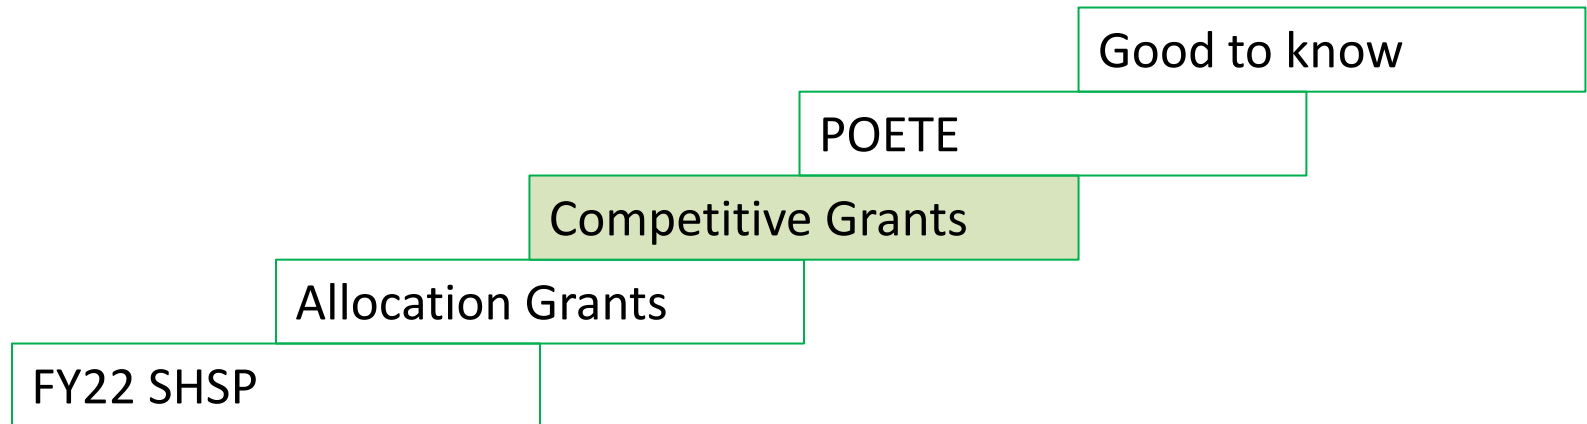 Good to know
POETE
Competitive Grants
Allocation Grants
FY22 SHSP